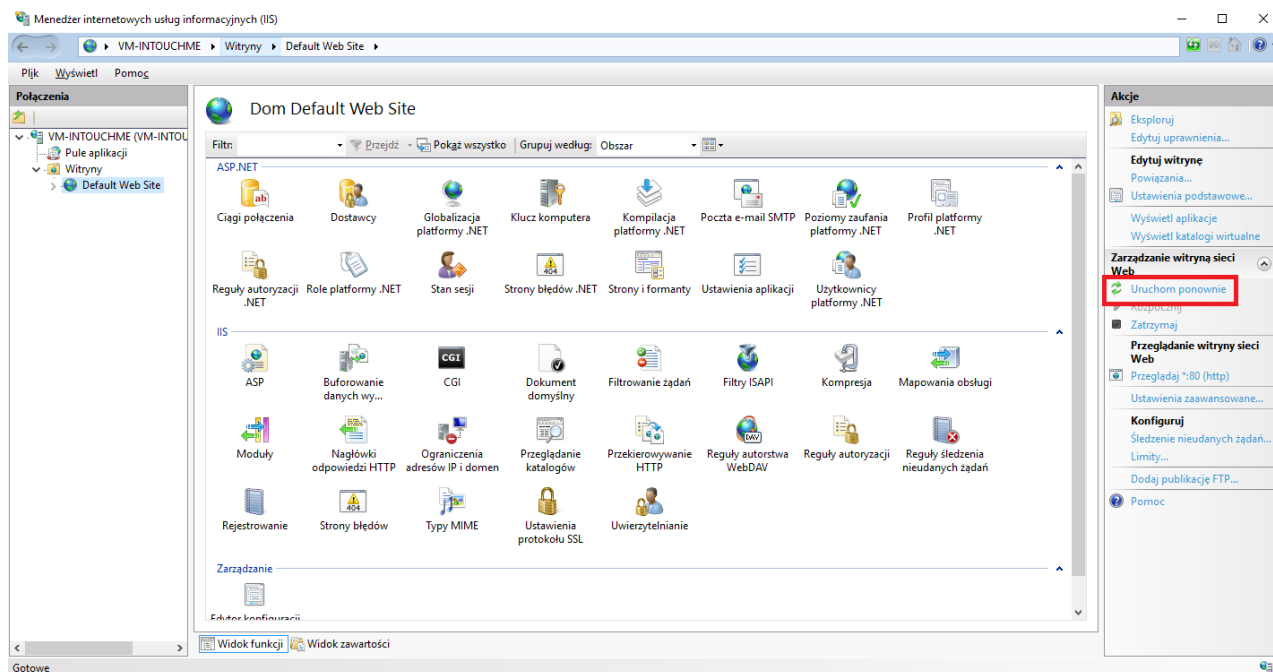 Menedżer internetowych usług informacyjnych (IIS)
VM-INTOUCHME
Witryny
Default Web Site
Plik Wyświetl Pomoc
Połączenia
VM-INTOUCHME (VM-INTOU
Pule aplikacji
Witryny
Default Web Site
Dom Default Web Site
Filtr:
Przejdź
Pokaż wszystko
Grupuj według:
Obszar
ASP.NET
Ciągi połączenia
Dostawcy
Globalizacja
platformy .NET
Klucz komputera
Kompilacja
platformy .NET
Poczta e-mail SMTP
Poziomy zaufania
platformy .NET
Profil platformy
.NET
Reguły autoryzacji
.NET
Role platformy .NET
Stan sesji
Strony błędów .NET
Strony i formanty
Ustawienia aplikacji
Użytkownicy
platformy .NET
IIS
ASP
Buforowanie
danych wy...
CGI
Dokument
domyślny
Filtrowanie żądań
Filtry ISAPI
Kompresja
Mapowania obsługi
Moduły
Nagłówki
odpowiedzi HTTP
Ograniczenia
adresów IP i domen
Przeglądanie
katalogów
Przekierowywanie
HTTP
Reguły autorstwa
WebDAV
Reguły autoryzacji
Reguły śledzenia
nieudanych żądań
Rejestrowanie
Strony błędów
Typy MIME
Ustawienia
protokołu SSL
Uwierzytelnianie
Zarządzanie
Edytor konfiguracji
Widok funkcji
Widok zawartości
Gotowe
Akcje
Eksploruj
Edytuj uprawnienia...
Edytuj witrynę
Powiązania...
Ustawienia podstawowe...
Wyświetl aplikacje
Wyświetl katalogi wirtualne
Zarządzanie witryną sieci
Web
Uruchom ponownie
Rozpocznij
Zatrzymaj
Przeglądanie witryny sieci
Web
Przeglądaj *:80 (http)
Ustawienia zaawansowane...
Konfiguruj
Śledzenie nieudanych żądań...
Limity...
Dodaj publikację FTP...
Pomoc